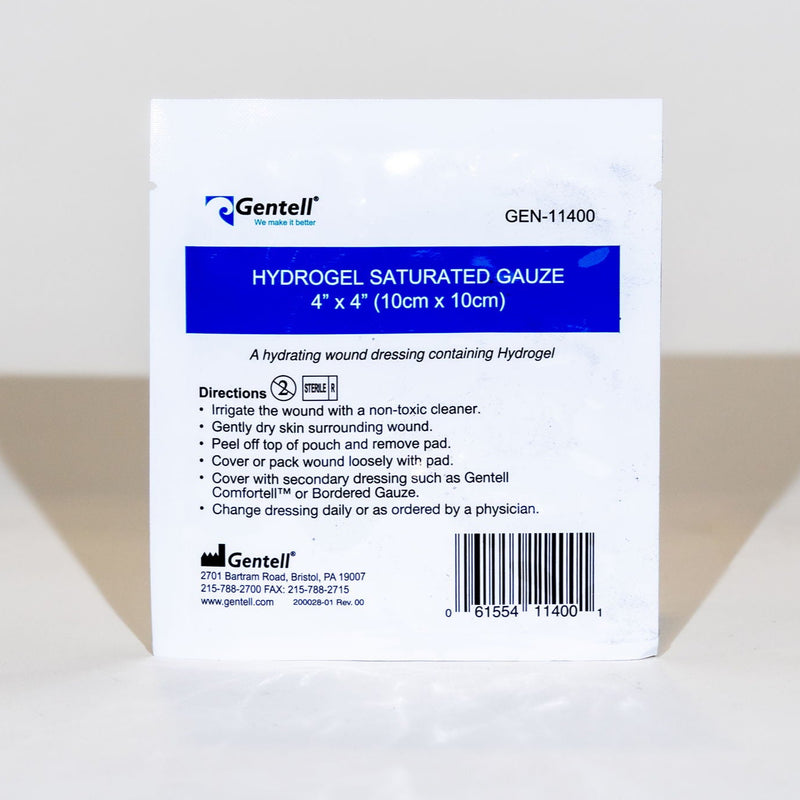 Gentell®
We make it better
GEN-11400
HYDROGEL SATURATED GAUZE
4” x 4” (10cm x 10cm)
A hydrating wound dressing containing Hydrogel
Directions 2 STERILE R
• Irrigate the wound with a non-toxic cleaner.
• Gently dry skin surrounding wound.
• Peel off top of pouch and remove pad.
• Cover or pack wound loosely with pad.
• Cover with secondary dressing such as Gentell
Comfortell™ or Bordered Gauze.
• Change dressing daily or as ordered by a physician.
Gentell®
2701 Bartram Road, Bristol, PA 19007
215-788-2700 FAX: 215-788-2715
www.gentell.com 200028-01 Rev. 00
0 61554 11400 1